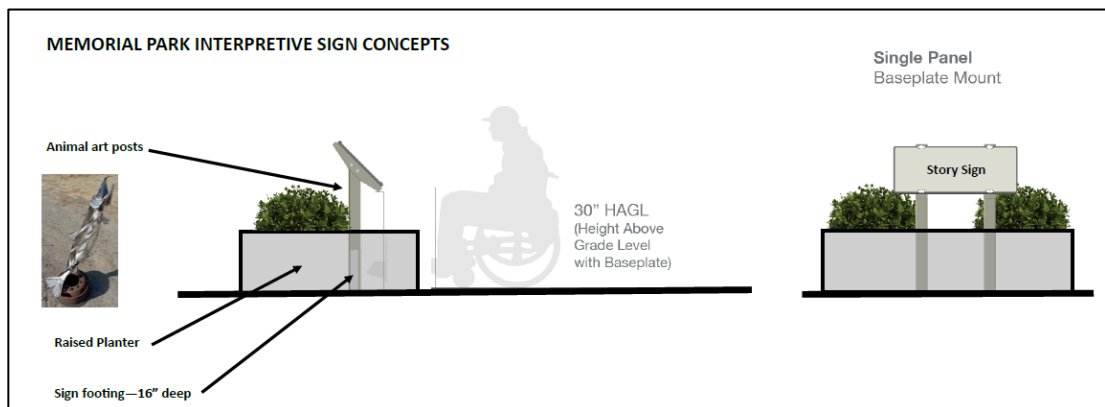 MEMORIAL PARK INTERPRETIVE SIGN CONCEPTS
Single Panel
Baseplate Mount
Animal art posts
Story Sign
30” HAGL
(Height Above
Grade Level
with Baseplate)
Raised Planter
Sign footing—16” deep